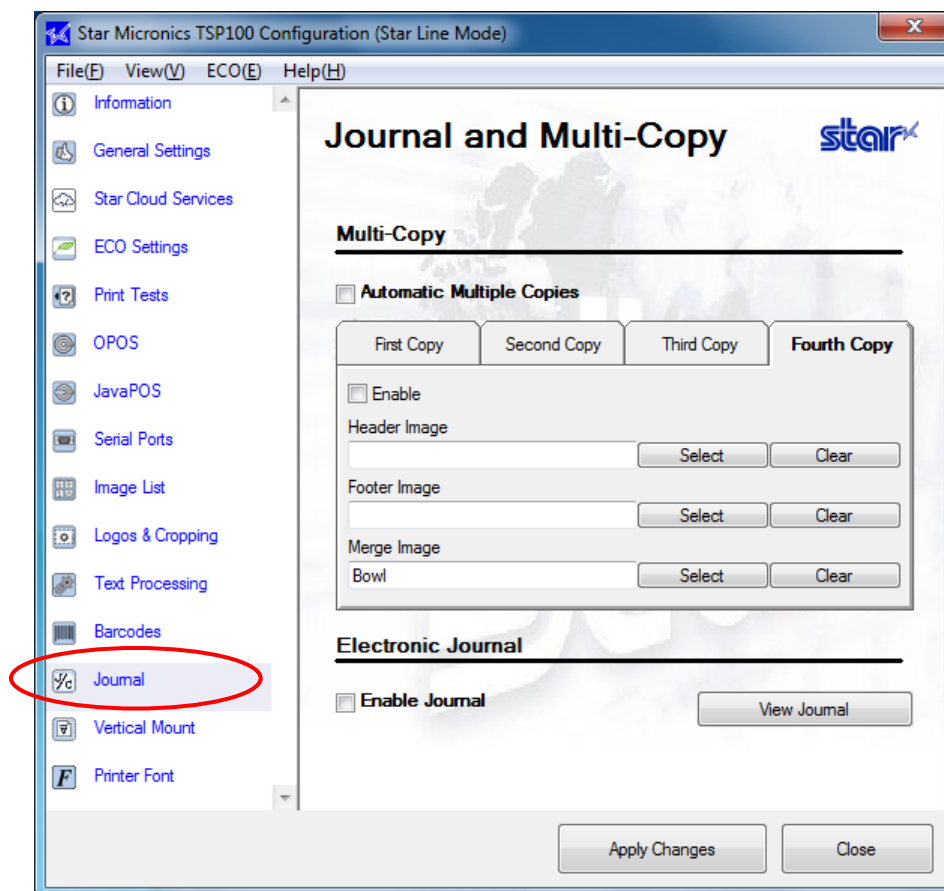 Star Micronics TSP100 Configuration (Star Line Mode)
File(F) View(V) ECO(E) Help(H)
Information
General Settings
Star Cloud Services
ECO Settings
Print Tests
OPOS
JavaPOS
Serial Ports
Image List
Logos & Cropping
Text Processing
Barcodes
Journal
Vertical Mount
Printer Font
Journal and Multi-Copy
star
Multi-Copy
Automatic Multiple Copies
First Copy Second Copy Third Copy Fourth Copy
Enable
Header Image
Select Clear
Footer Image
Select Clear
Merge Image
Bowl Select Clear
Electronic Journal
Enable Journal View Journal
Apply Changes Close